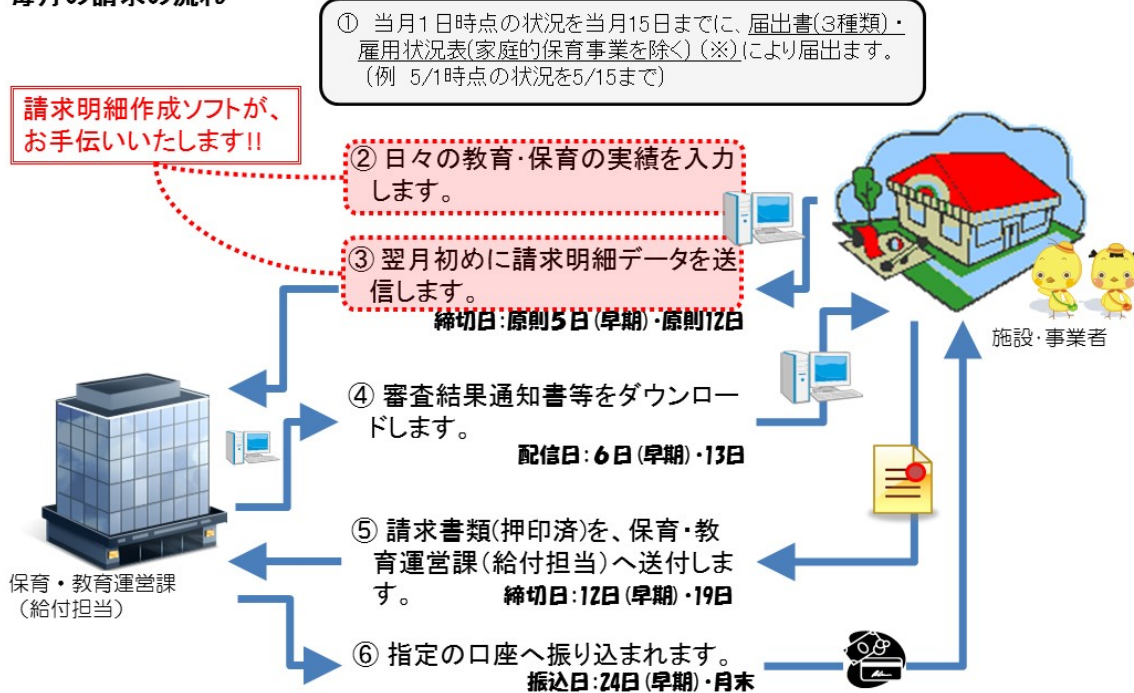 毎月の請求の流れ
① 当月1日時点の状況を当月15日までに、届出書(3種類)・
雇用状況表(家庭的保育事業を除く)(※)により届出ます。
(例 5/1時点の状況を5/15まで)
請求明細作成ソフトが、
お手伝いいたします!!
② 日々の教育・保育の実績を入力
します。
③ 翌月初めに請求明細データを送
信します。
締切日:原則5日(早期)・原則12日
施設・事業者
④ 審査結果通知書等をダウンロー
ドします。
配信日:6日(早期)・13日
⑤ 請求書類(押印済)を、保育・教
育運営課(給付担当)へ送付しま
す。 締切日:12日(早期)・19日
保育・教育運営課
(給付担当)
⑥ 指定の口座へ振り込まれます。
振込日:24日(早期)・月末